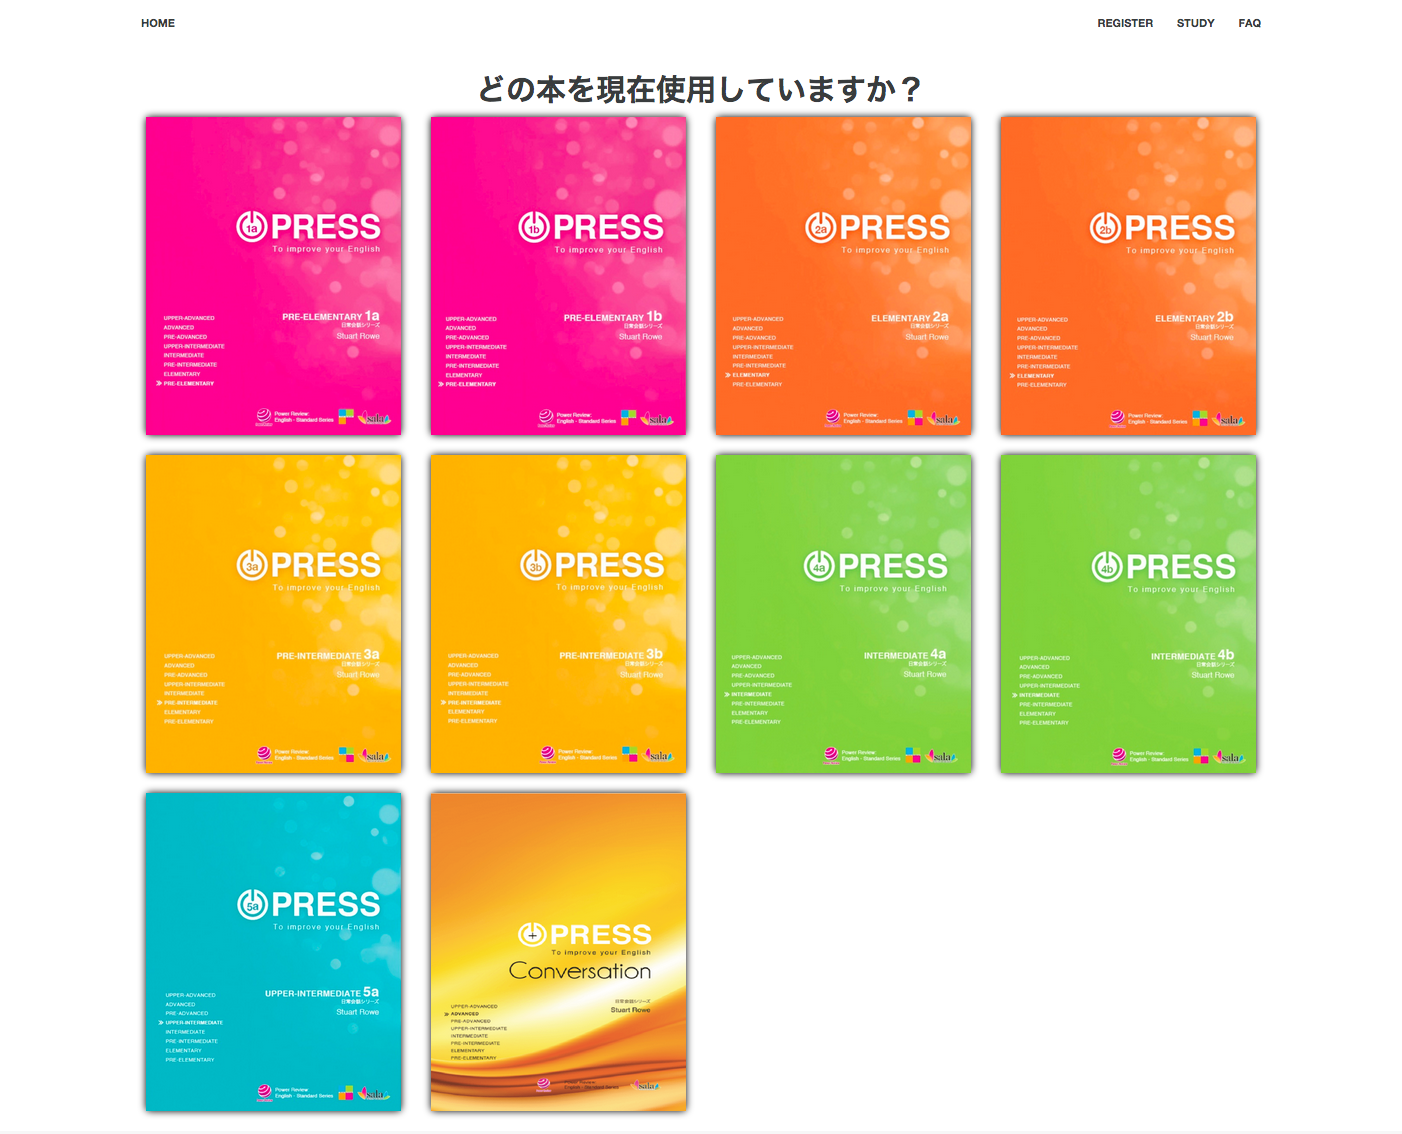 HOME
REGISTER STUDY FAQ
どの本を現在使用していますか？
1a PRESS
To improve your English
PRE-ELEMENTARY 1a
日常会話シリーズ
Stuart Rowe
UPPER-ADVANCED
ADVANCED
PRE-ADVANCED
UPPER-INTERMEDIATE
INTERMEDIATE
PRE-INTERMEDIATE
ELEMENTARY
PRE-ELEMENTARY
Power Review:
English - Standard Series
sala
1b PRESS
To improve your English
PRE-ELEMENTARY 1b
日常会話シリーズ
Stuart Rowe
UPPER-ADVANCED
ADVANCED
PRE-ADVANCED
UPPER-INTERMEDIATE
INTERMEDIATE
PRE-INTERMEDIATE
ELEMENTARY
PRE-ELEMENTARY
Power Review:
English - Standard Series
sala
2a PRESS
To improve your English
ELEMENTARY 2a
日常会話シリーズ
Stuart Rowe
UPPER-ADVANCED
ADVANCED
PRE-ADVANCED
UPPER-INTERMEDIATE
INTERMEDIATE
PRE-INTERMEDIATE
ELEMENTARY
PRE-ELEMENTARY
Power Review:
English - Standard Series
sala
2b PRESS
To improve your English
ELEMENTARY 2b
日常会話シリーズ
Stuart Rowe
UPPER-ADVANCED
ADVANCED
PRE-ADVANCED
UPPER-INTERMEDIATE
INTERMEDIATE
PRE-INTERMEDIATE
ELEMENTARY
PRE-ELEMENTARY
Power Review:
English - Standard Series
sala
3a PRESS
To improve your English
PRE-INTERMEDIATE 3a
日常会話シリーズ
Stuart Rowe
UPPER-ADVANCED
ADVANCED
PRE-ADVANCED
UPPER-INTERMEDIATE
INTERMEDIATE
PRE-INTERMEDIATE
ELEMENTARY
PRE-ELEMENTARY
Power Review:
English - Standard Series
sala
3b PRESS
To improve your English
PRE-INTERMEDIATE 3b
日常会話シリーズ
Stuart Rowe
UPPER-ADVANCED
ADVANCED
PRE-ADVANCED
UPPER-INTERMEDIATE
INTERMEDIATE
PRE-INTERMEDIATE
ELEMENTARY
PRE-ELEMENTARY
Power Review:
English - Standard Series
sala
4a PRESS
To improve your English
INTERMEDIATE 4a
日常会話シリーズ
Stuart Rowe
UPPER-ADVANCED
ADVANCED
PRE-ADVANCED
UPPER-INTERMEDIATE
INTERMEDIATE
PRE-INTERMEDIATE
ELEMENTARY
PRE-ELEMENTARY
Power Review:
English - Standard Series
sala
4b PRESS
To improve your English
INTERMEDIATE 4b
日常会話シリーズ
Stuart Rowe
UPPER-ADVANCED
ADVANCED
PRE-ADVANCED
UPPER-INTERMEDIATE
INTERMEDIATE
PRE-INTERMEDIATE
ELEMENTARY
PRE-ELEMENTARY
Power Review:
English - Standard Series
sala
5a PRESS
To improve your English
UPPER-INTERMEDIATE 5a
日常会話シリーズ
Stuart Rowe
UPPER-ADVANCED
ADVANCED
PRE-ADVANCED
UPPER-INTERMEDIATE
INTERMEDIATE
PRE-INTERMEDIATE
ELEMENTARY
PRE-ELEMENTARY
Power Review:
English - Standard Series
sala
+ PRESS
To improve your English
Conversation
日常会話シリーズ
Stuart Rowe
UPPER-ADVANCED
ADVANCED
PRE-ADVANCED
UPPER-INTERMEDIATE
INTERMEDIATE
PRE-INTERMEDIATE
ELEMENTARY
PRE-ELEMENTARY
Power Review:
English - Standard Series
sala